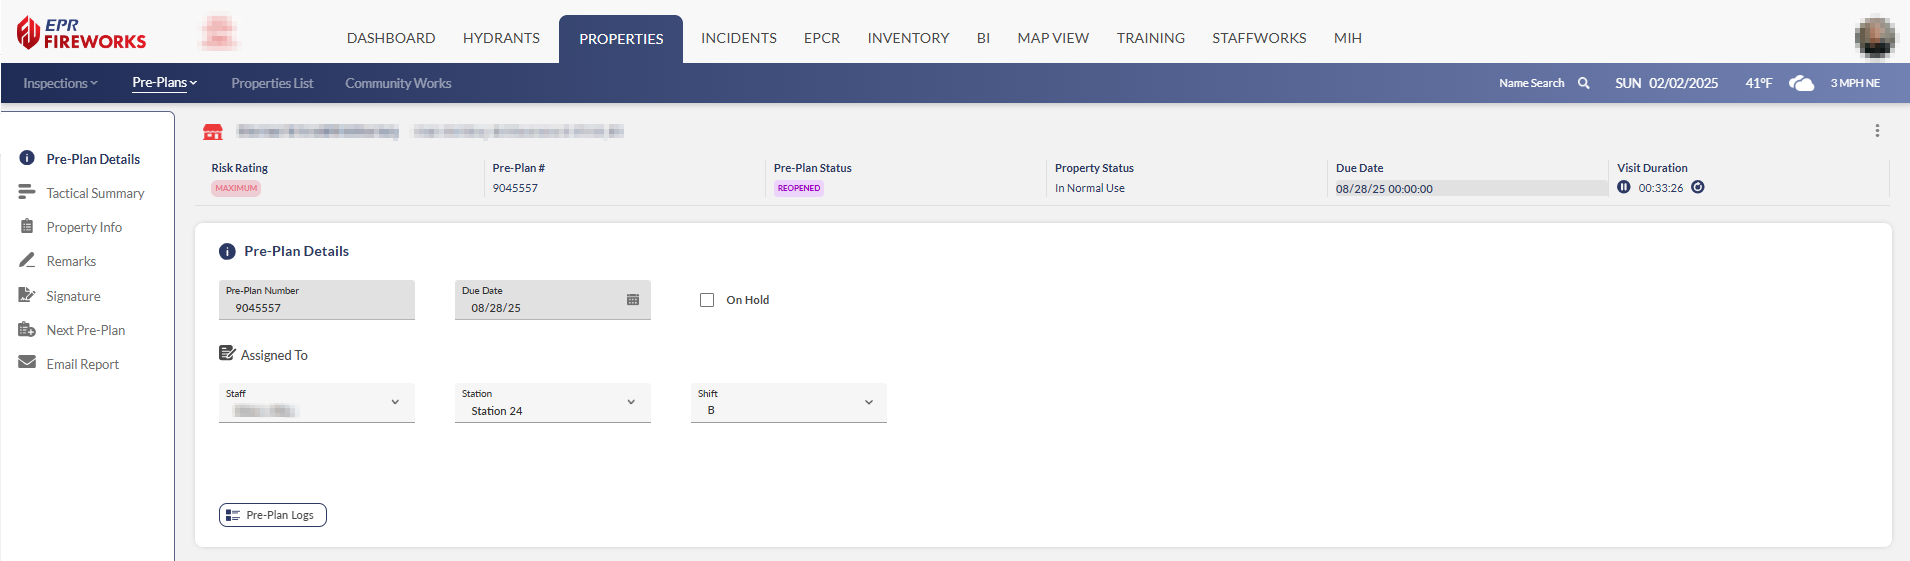 EPR
FIREWORKS
DASHBOARD HYDRANTS PROPERTIES INCIDENTS EPCR INVENTORY BI MAP VIEW TRAINING STAFFWORKS MIH
Inspections Pre-Plans Properties List Community Works Name Search SUN 02/02/2025 41°F 3 MPH NE
Pre-Plan Details
Tactical Summary
Property Info
Remarks
Signature
Next Pre-Plan
Email Report
Risk Rating Pre-Plan # Pre-Plan Status Property Status Due Date Visit Duration
MAXIMUM 9045557 REOPENED In Normal Use 08/28/25 00:00:00 00:33:26
Pre-Plan Details
Pre-Plan Number Due Date
9045557 08/28/25 On Hold
Assigned To
Staff Station Shift
Station 24 B
Pre-Plan Logs